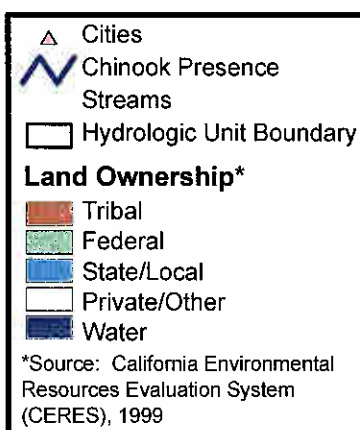 Cities
Chinook Presence
Streams
Hydrologic Unit Boundary
Land Ownership*
Tribal
Federal
State/Local
Private/Other
Water
*Source: California Environmental
Resources Evaluation System
(CERES), 1999